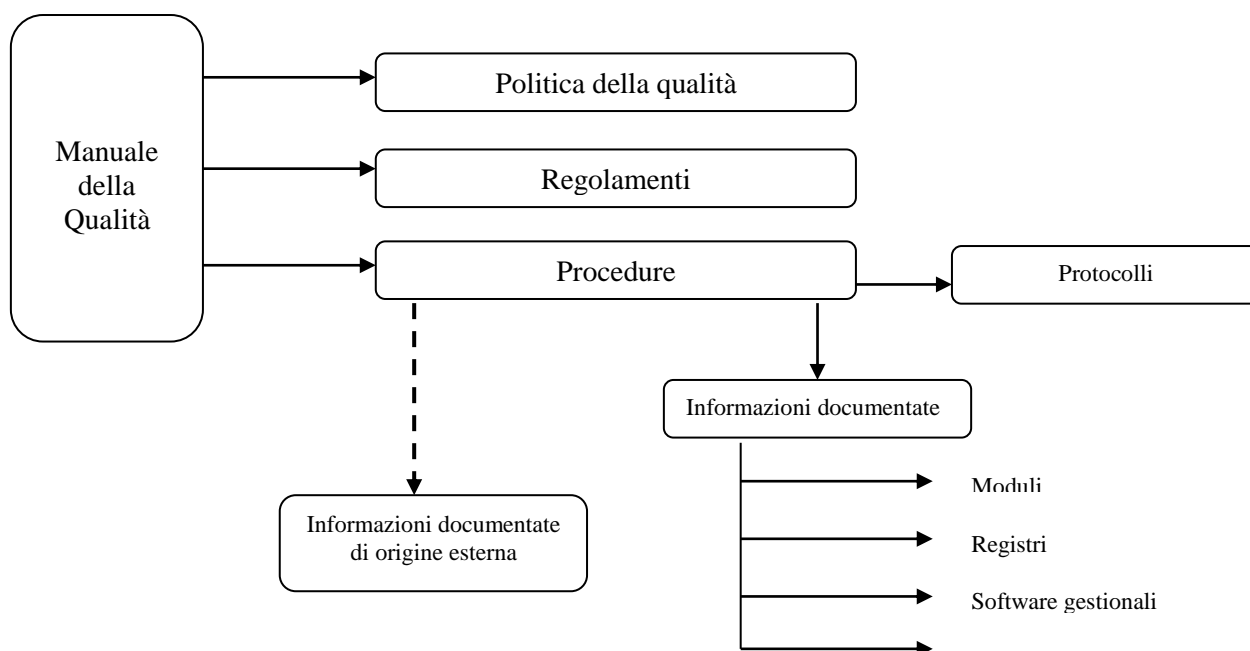 Manuale
della
Qualità
Politica della qualità
Regolamenti
Procedure
Protocolli
Informazioni documentate
Informazioni documentate
di origine esterna
Moduli
Registri
Software gestionali